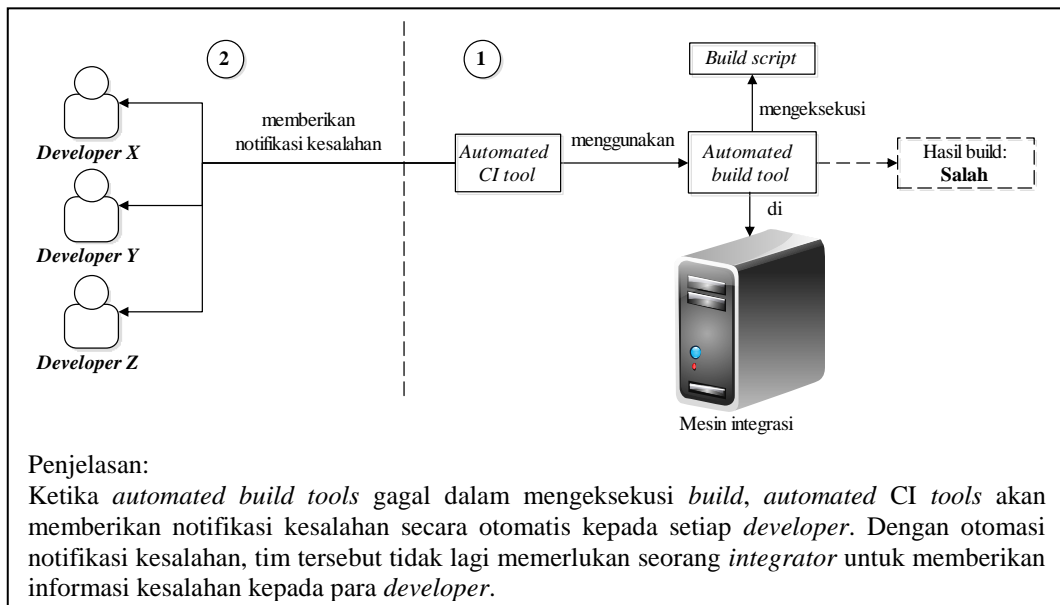 2
1
Build script
mengeksekusi
memberikan
notifikasi kesalahan
Developer X
Automated
CI tool
menggunakan
Automated
build tool
Hasil build:
Salah
di
Developer Y
Developer Z
Mesin integrasi
Penjelasan:
Ketika automated build tools gagal dalam mengeksekusi build, automated CI tools akan
memberikan notifikasi kesalahan secara otomatis kepada setiap developer. Dengan otomasi
notifikasi kesalahan, tim tersebut tidak lagi memerlukan seorang integrator untuk memberikan
informasi kesalahan kepada para developer.